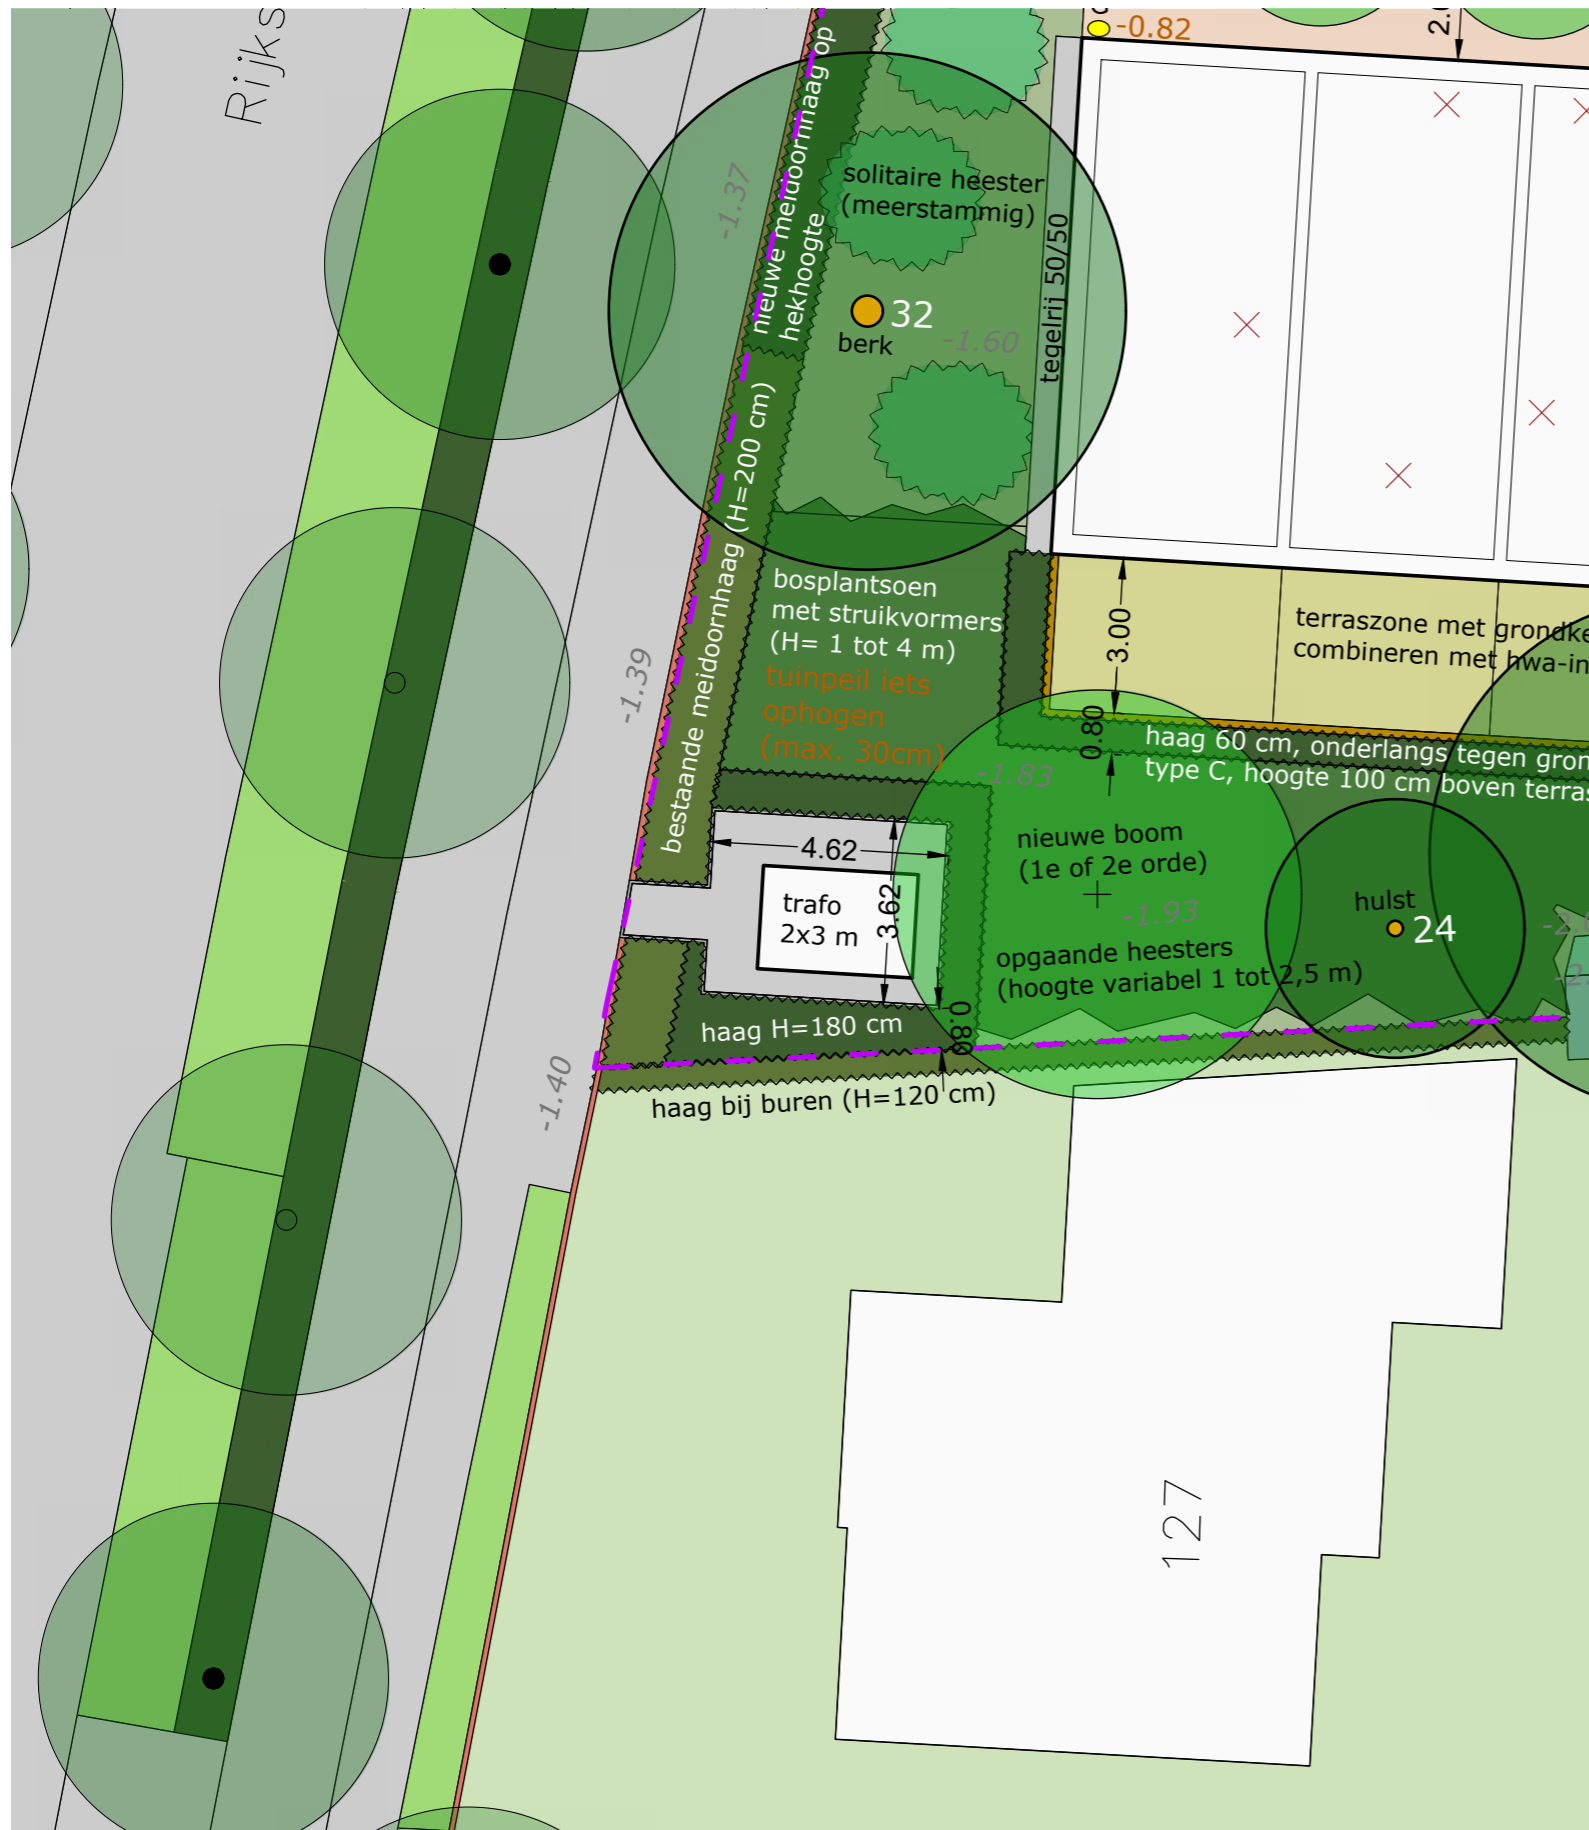 Rijks
-0.82
nieuwe meidoornhaag op
hekhoogte
-1.37
solitaire heester
(meerstammig)
tegelrij 50/50
32
berk
-1.60
bestaande meidoornhaag (H=200 cm)
bosplantsoen
met struikvormers
(H= 1 tot 4 m)
tuinpeil iets
ophogen
(max. 30cm)
-1.39
3.00
terraszone met grondke
combineren met hwa-in
0.80
haag 60 cm, onderlangs tegen gron
type C, hoogte 100 cm boven terras
-1.83
4.62
3.62
trafo
2x3 m
nieuwe boom
(1e of 2e orde)
-1.93
hulst
24
opgaande heesters
(hoogte variabel 1 tot 2,5 m)
haag H=180 cm
0.80
haag bij buren (H=120 cm)
-1.40
127